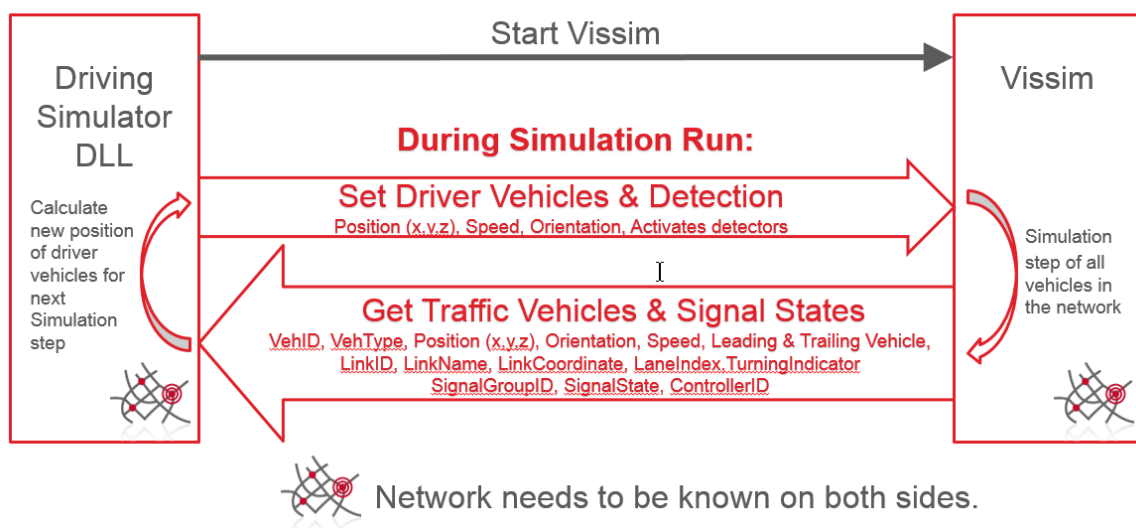 Start Vissim
Driving
Simulator
DLL
Vissim
During Simulation Run:
Set Driver Vehicles & Detection
Position (x,y,z), Speed, Orientation, Activates detectors
Calculate
new position
of driver
vehicles for
next
Simulation
step
Simulation
step of all
vehicles in
the network
Get Traffic Vehicles & Signal States
VehID, VehType, Position (x,y,z), Orientation, Speed, Leading & Trailing Vehicle,
LinkID, LinkName, LinkCoordinate, LaneIndex,TurningIndicator
SignalGroupID, SignalState, ControllerID
Network needs to be known on both sides.